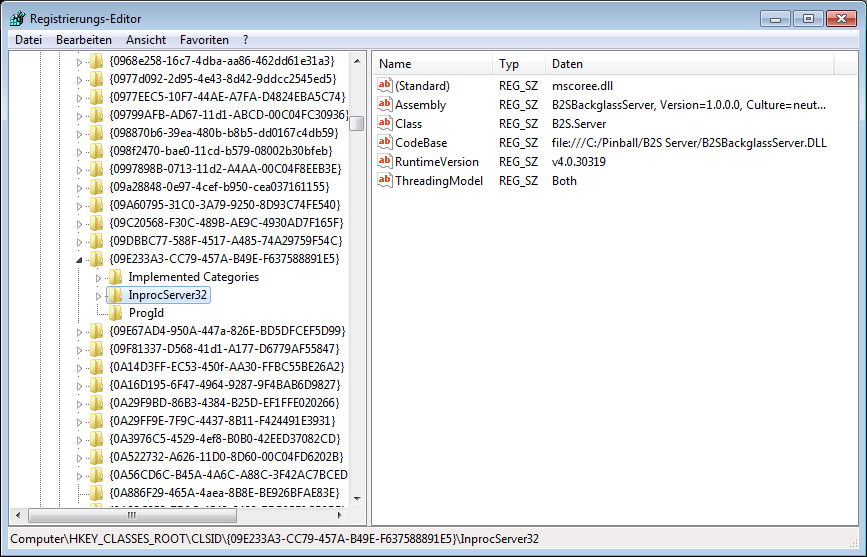 Registrierungs-Editor
Datei Bearbeiten Ansicht Favoriten ?
{0968e258-16c7-4dba-aa86-462dd61e31a3}
{0977d092-2d95-4e43-8d42-9ddcc2545ed5}
{0977EEC5-10F7-44AE-A7FA-D4824EBA5C74}
{09799AFB-AD67-11d1-ABCD-00C04FC30936}
{098870b6-39ea-480b-b8b5-dd0167c4db59}
{098f2470-bae0-11cd-b579-08002b30bfeb}
{0997898B-0713-11d2-A4AA-00C04F8EEB3E}
{09a28848-0e97-4cef-b950-cea037161155}
{09A60795-31C0-3A79-9250-8D93C74FE540}
{09C20568-F30C-489B-AE9C-4930AD7F165F}
{09DBBC77-588F-4517-A485-74A29759F54C}
{09E233A3-CC79-457A-B49E-F637588891E5}
Implemented Categories
InprocServer32
ProgId
{09E67AD4-950A-447a-826E-BD5DFCEF5D99}
{09F81337-D568-41d1-A177-D6779AF55847}
{0A14D3FF-EC53-450f-AA30-FFBC55BE26A2}
{0A16D195-6F47-4964-9287-9F4BAB6D9827}
{0A29F9BD-86B3-4384-B25D-EF1FFE020266}
{0A29FF9E-7F9C-4437-8B11-F424491E3931}
{0A3976C5-4529-4ef8-B0B0-42EED37082CD}
{0A522732-A626-11D0-8D60-00C04FD6202B}
{0A56CD6C-B45A-4A6C-A88C-3F42AC7BCED
{0A886F29-465A-4aea-8B8E-BE926BFAE83E}
Name Typ Daten
(Standard) REG_SZ mscoree.dll
Assembly REG_SZ B2SBackglassServer, Version=1.0.0.0, Culture=neut...
Class REG_SZ B2S.Server
CodeBase REG_SZ file:///C:/Pinball/B2S Server/B2SBackglassServer.DLL
RuntimeVersion REG_SZ v4.0.30319
ThreadingModel REG_SZ Both
Computer\HKEY_CLASSES_ROOT\CLSID\{09E233A3-CC79-457A-B49E-F637588891E5}\InprocServer32